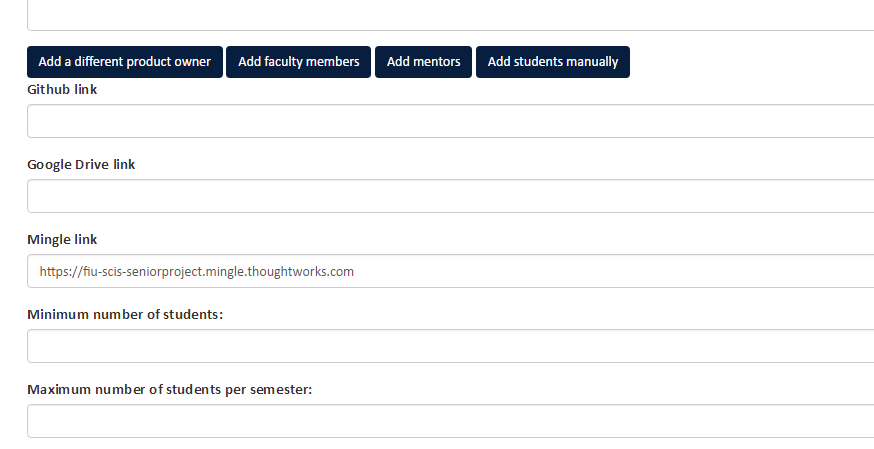 Add a different product owner Add faculty members Add mentors Add students manually
Github link
Google Drive link
Mingle link
https://fiu-scis-seniorproject.mingle.thoughtworks.com
Minimum number of students:
Maximum number of students per semester: